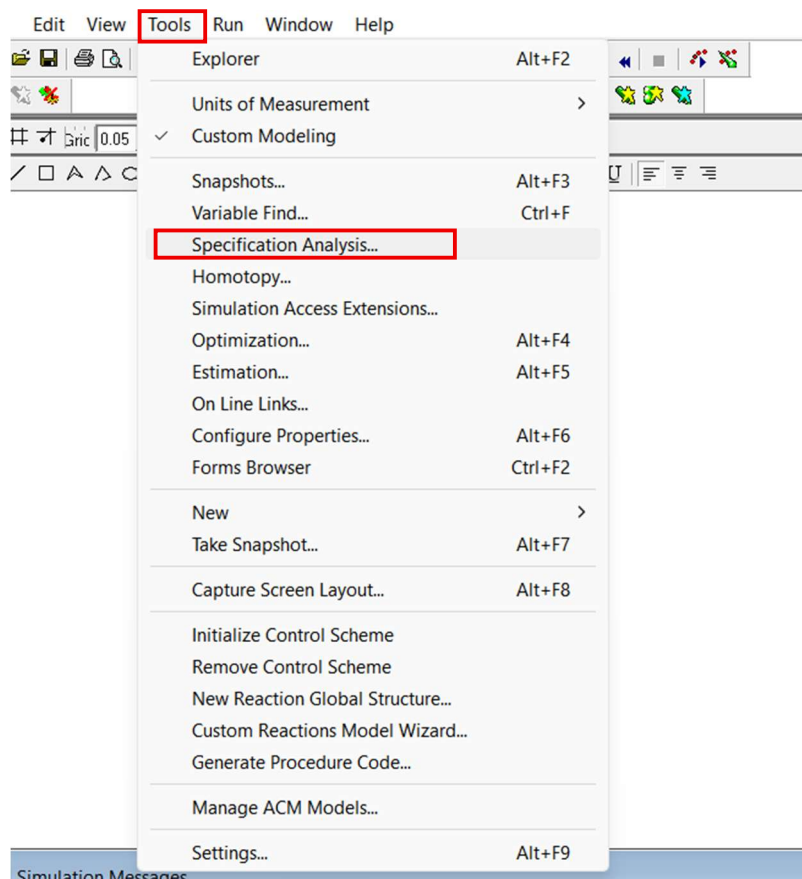 Edit View Tools Run Window Help
Explorer Alt+F2
Units of Measurement
Custom Modeling
Gric 0.05
Snapshots... Alt+F3
U
Variable Find... Ctrl+F
Specification Analysis...
Homotopy...
Simulation Access Extensions...
Optimization... Alt+F4
Estimation... Alt+F5
On Line Links...
Configure Properties... Alt+F6
Forms Browser Ctrl+F2
New
Take Snapshot... Alt+F7
Capture Screen Layout... Alt+F8
Initialize Control Scheme
Remove Control Scheme
New Reaction Global Structure...
Custom Reactions Model Wizard...
Generate Procedure Code...
Manage ACM Models...
Settings... Alt+F9
Simulation Messages